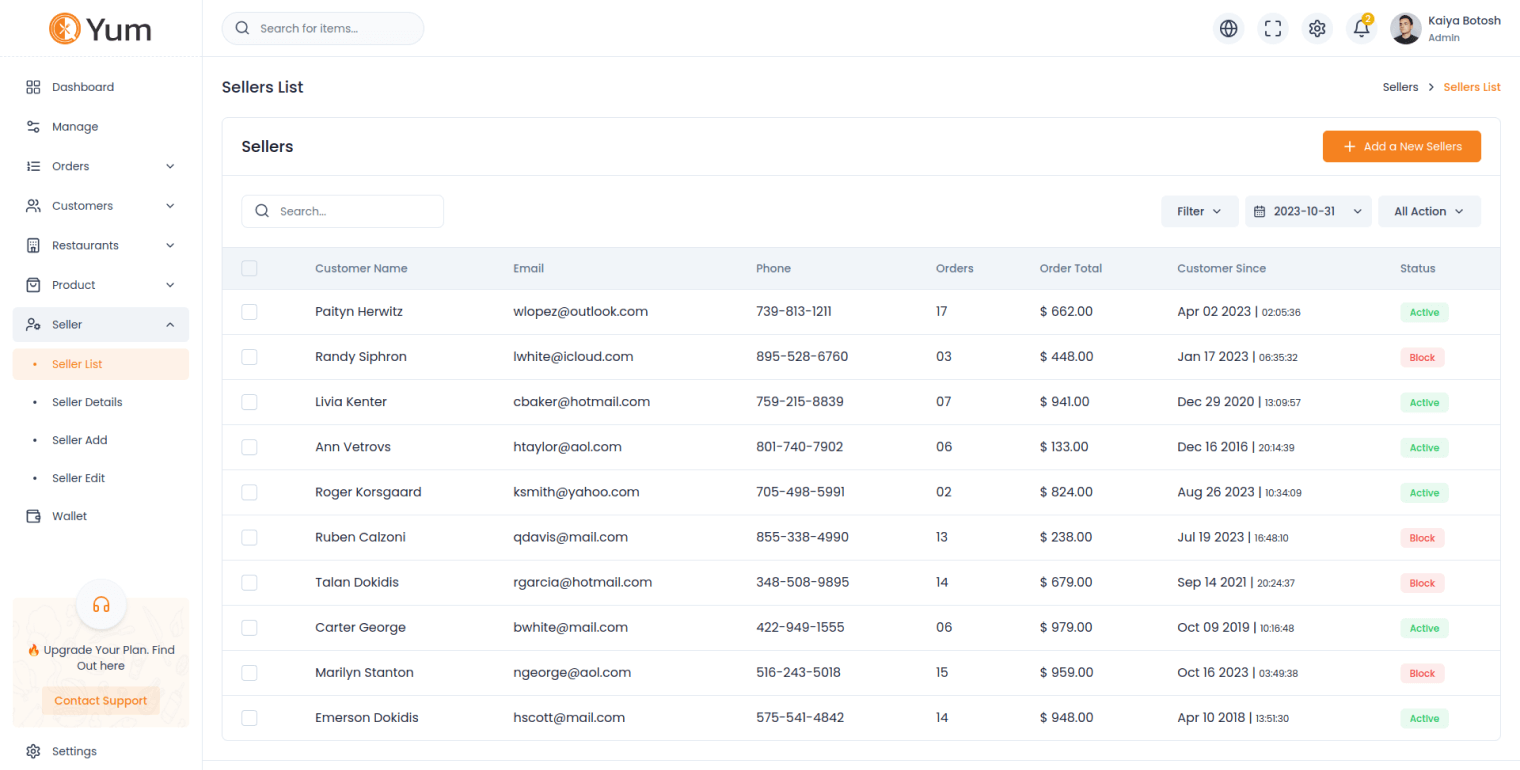 Yum
Search for items...
2
Kaiya Botosh
Admin
Dashboard
Manage
Orders
Customers
Restaurants
Product
Seller
Seller List
Seller Details
Seller Add
Seller Edit
Wallet
🔥 Upgrade Your Plan. Find
Out here
Contact Support
Settings
Sellers List
Sellers > Sellers List
Sellers
+ Add a New Sellers
Search...
Filter 2023-10-31 All Action
Customer Name Email Phone Orders Order Total Customer Since Status
Paityn Herwitz wlopez@outlook.com 739-813-1211 17 $ 662.00 Apr 02 2023 | 02:05:36 Active
Randy Siphron lwhite@icloud.com 895-528-6760 03 $ 448.00 Jan 17 2023 | 06:35:32 Block
Livia Kenter cbaker@hotmail.com 759-215-8839 07 $ 941.00 Dec 29 2020 | 13:09:57 Active
Ann Vetrovs htaylor@aol.com 801-740-7902 06 $ 133.00 Dec 16 2016 | 20:14:39 Active
Roger Korsgaard ksmith@yahoo.com 705-498-5991 02 $ 824.00 Aug 26 2023 | 10:34:09 Active
Ruben Calzoni qdavis@mail.com 855-338-4990 13 $ 238.00 Jul 19 2023 | 16:48:10 Block
Talan Dokidis rgarcia@hotmail.com 348-508-9895 14 $ 679.00 Sep 14 2021 | 20:24:37 Block
Carter George bwhite@mail.com 422-949-1555 06 $ 979.00 Oct 09 2019 | 10:16:48 Active
Marilyn Stanton ngeorge@aol.com 516-243-5018 15 $ 959.00 Oct 16 2023 | 03:49:38 Block
Emerson Dokidis hscott@mail.com 575-541-4842 14 $ 948.00 Apr 10 2018 | 13:51:30 Active